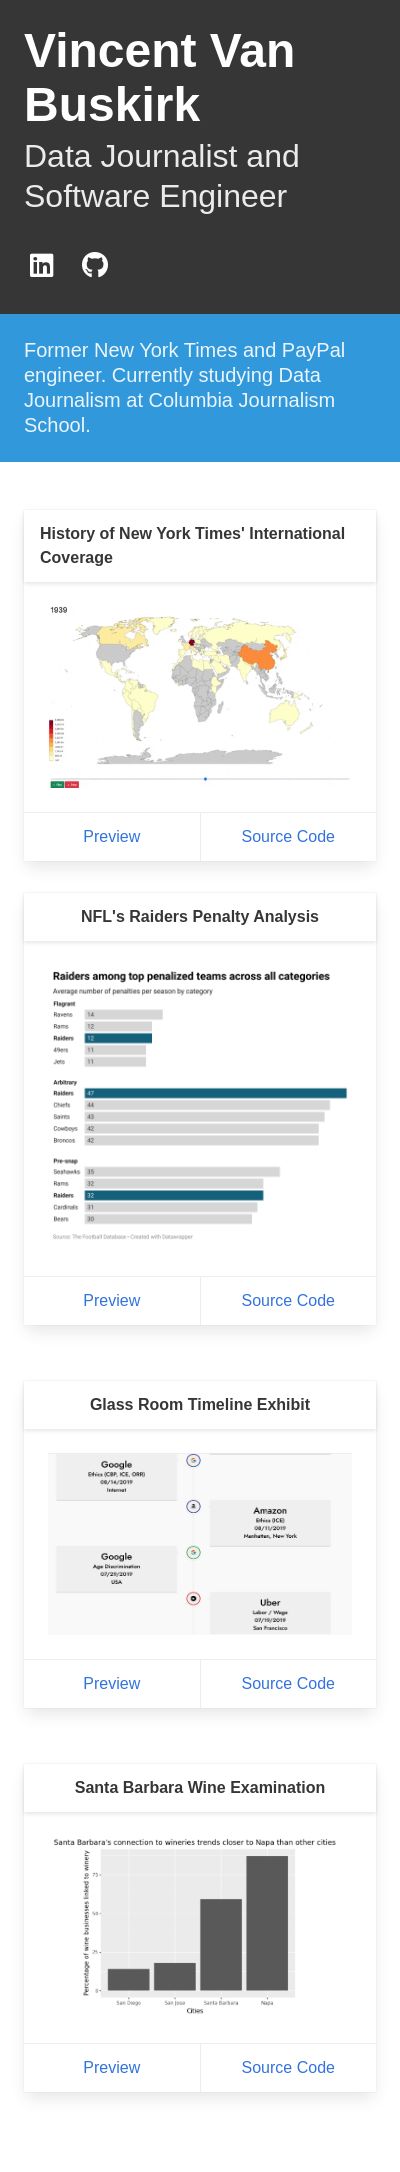 Vincent Van
Buskirk
Data Journalist and
Software Engineer
Former New York Times and PayPal
engineer. Currently studying Data
Journalism at Columbia Journalism
School.
History of New York Times' International
Coverage
1939
Preview Source Code
NFL's Raiders Penalty Analysis
Raiders among top penalized teams across all categories
Average number of penalties per season by category
Flagrant
Ravens 14
Rams 12
Raiders 12
49ers 11
Jets 11
Arbitrary
Raiders 47
Chiefs 44
Saints 43
Cowboys 42
Broncos 42
Pre-snap
Seahawks 35
Rams 32
Raiders 32
Cardinals 31
Bears 30
Source: The Football Database • Created with Datawrapper
Preview Source Code
Glass Room Timeline Exhibit
Google
Ethics (CBP, ICE, ORR)
08/14/2019
Internet
Amazon
Ethics (ICE)
08/11/2019
Manhattan, New York
Google
Age Discrimination
07/29/2019
USA
Uber
Labor / Wage
07/19/2019
San Francisco
Preview Source Code
Santa Barbara Wine Examination
Santa Barbara's connection to wineries trends closer to Napa than other cities
Percentage of wine businesses linked to winery
75
50
25
0
San Diego San Jose Santa Barbara Napa
Cities
Preview Source Code